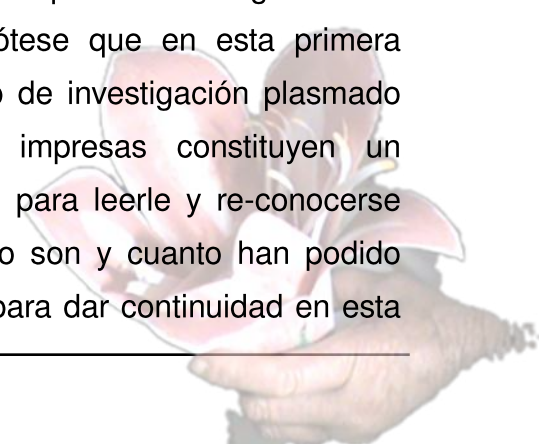 que en esta primera
de investigación plasmado
impresas constituyen un
para leerle y re-conocerse
son y cuanto han podido
para dar continuidad en esta